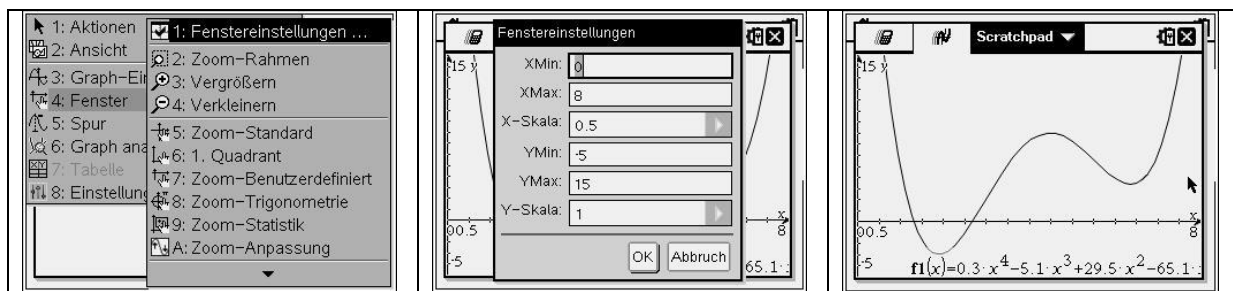 1: Aktionen
2: Ansicht
3: Graph-Ei
4: Fenster
5: Spur
6: Graph ana
7: Tabelle
8: Einstellung
1: Fenstereinstellungen ...
2: Zoom-Rahmen
3: Vergrößern
4: Verkleinern
5: Zoom-Standard
6: 1. Quadrant
7: Zoom-Benutzerdefiniert
8: Zoom-Trigonometrie
9: Zoom-Statistik
A: Zoom-Anpassung
Fenstereinstellungen
15 y
XMin: 0
XMax: 8
X-Skala: 0.5
YMin: -5
YMax: 15
Y-Skala: 1
x
0 0.5
8
OK Abbruch
-5
65.1·
Scratchpad
15 y
x
0 0.5
8
-5
f1(x)=0.3·x⁴-5.1·x³+29.5·x²-65.1·